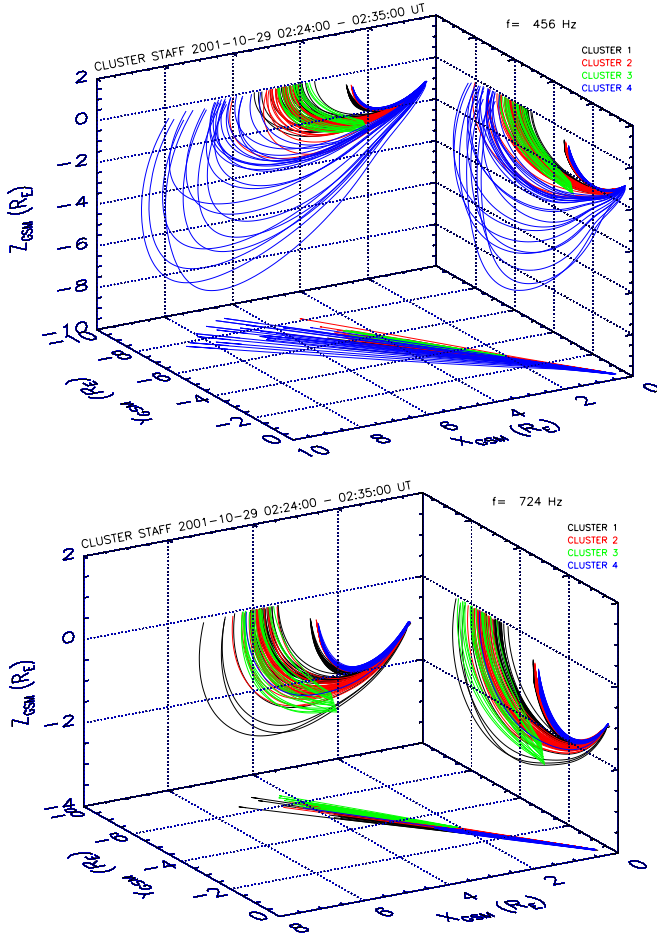 CLUSTER STAFF 2001-10-29 02:24:00 - 02:35:00 UT
f= 456 Hz
CLUSTER 1
CLUSTER 2
CLUSTER 3
CLUSTER 4
2
0
-2
-4
-6
-8
-10
Z_GSM (R_E)
-10
-8
-6
-4
-2
0
Y_GSM (R_E)
10
8
6
4
2
0
X_GSM (R_E)
CLUSTER STAFF 2001-10-29 02:24:00 - 02:35:00 UT
f= 724 Hz
CLUSTER 1
CLUSTER 2
CLUSTER 3
CLUSTER 4
2
0
-2
-4
Z_GSM (R_E)
-8
-6
-4
-2
0
Y_GSM (R_E)
8
6
4
2
0
X_GSM (R_E)